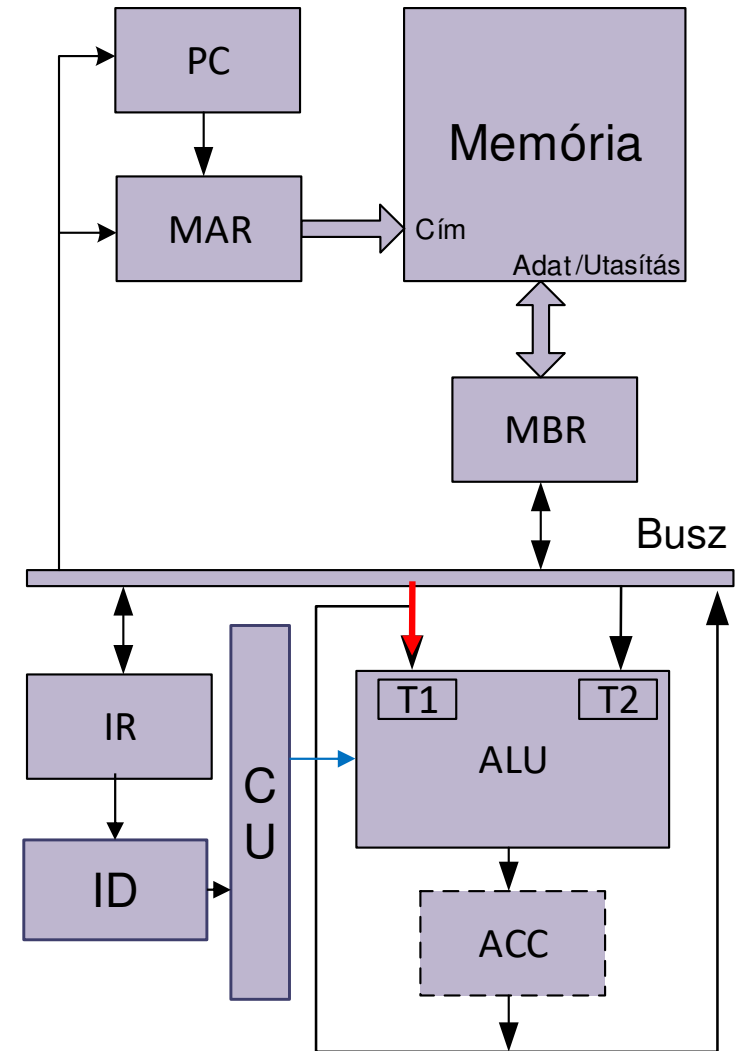 PC
Memória
MAR
Cím
Adat/Utasítás
MBR
Busz
IR
T1
T2
ALU
C
U
ID
ACC